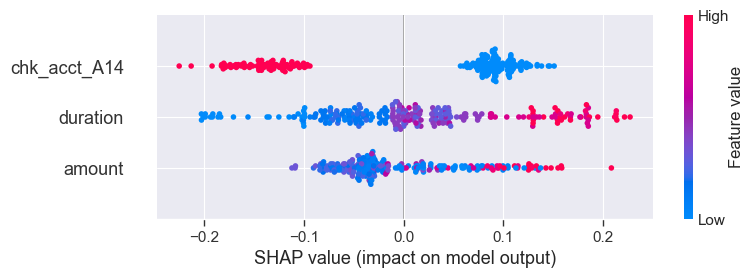 High
chk_acct_A14
duration
amount
Feature value
Low
−0.2 −0.1 0.0 0.1 0.2
SHAP value (impact on model output)